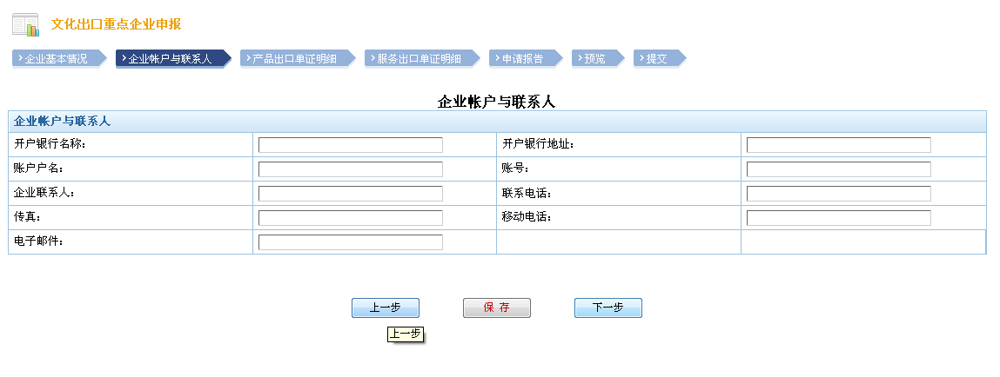 文化出口重点企业申报
企业基本情况 企业帐户与联系人 产品出口单证明细 服务出口单证明细 申请报告 预览 提交
企业帐户与联系人
企业帐户与联系人
开户银行名称： 开户银行地址：
账户户名： 账号：
企业联系人： 联系电话：
传真： 移动电话：
电子邮件：
上一步 保 存 下一步
上一步